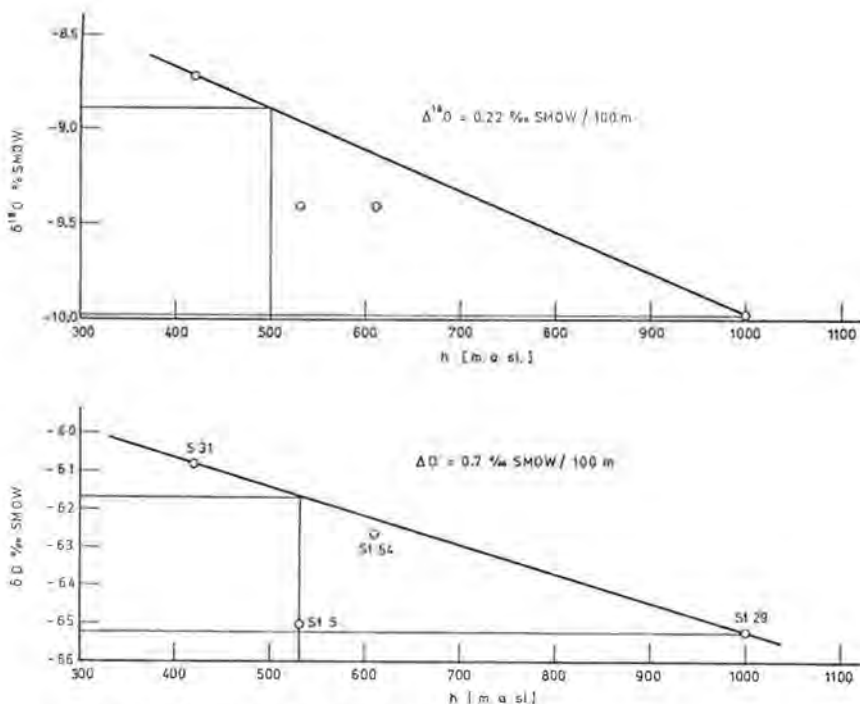 -8.5
-9.0
-9.5
-10.0
δ¹⁸O ‰ SMOW
Δ¹⁸O = 0.22 ‰ SMOW / 100 m
300 400 500 600 700 800 900 1000 1100
h [m. a sl.]
-60
-61
-62
-63
-64
-65
-66
δ D ‰ SMOW
S 31
ΔD = 0.7 ‰ SMOW / 100 m
St 54
St 5
St 29
300 400 500 600 700 800 900 1000 1100
h [m. a sl.]